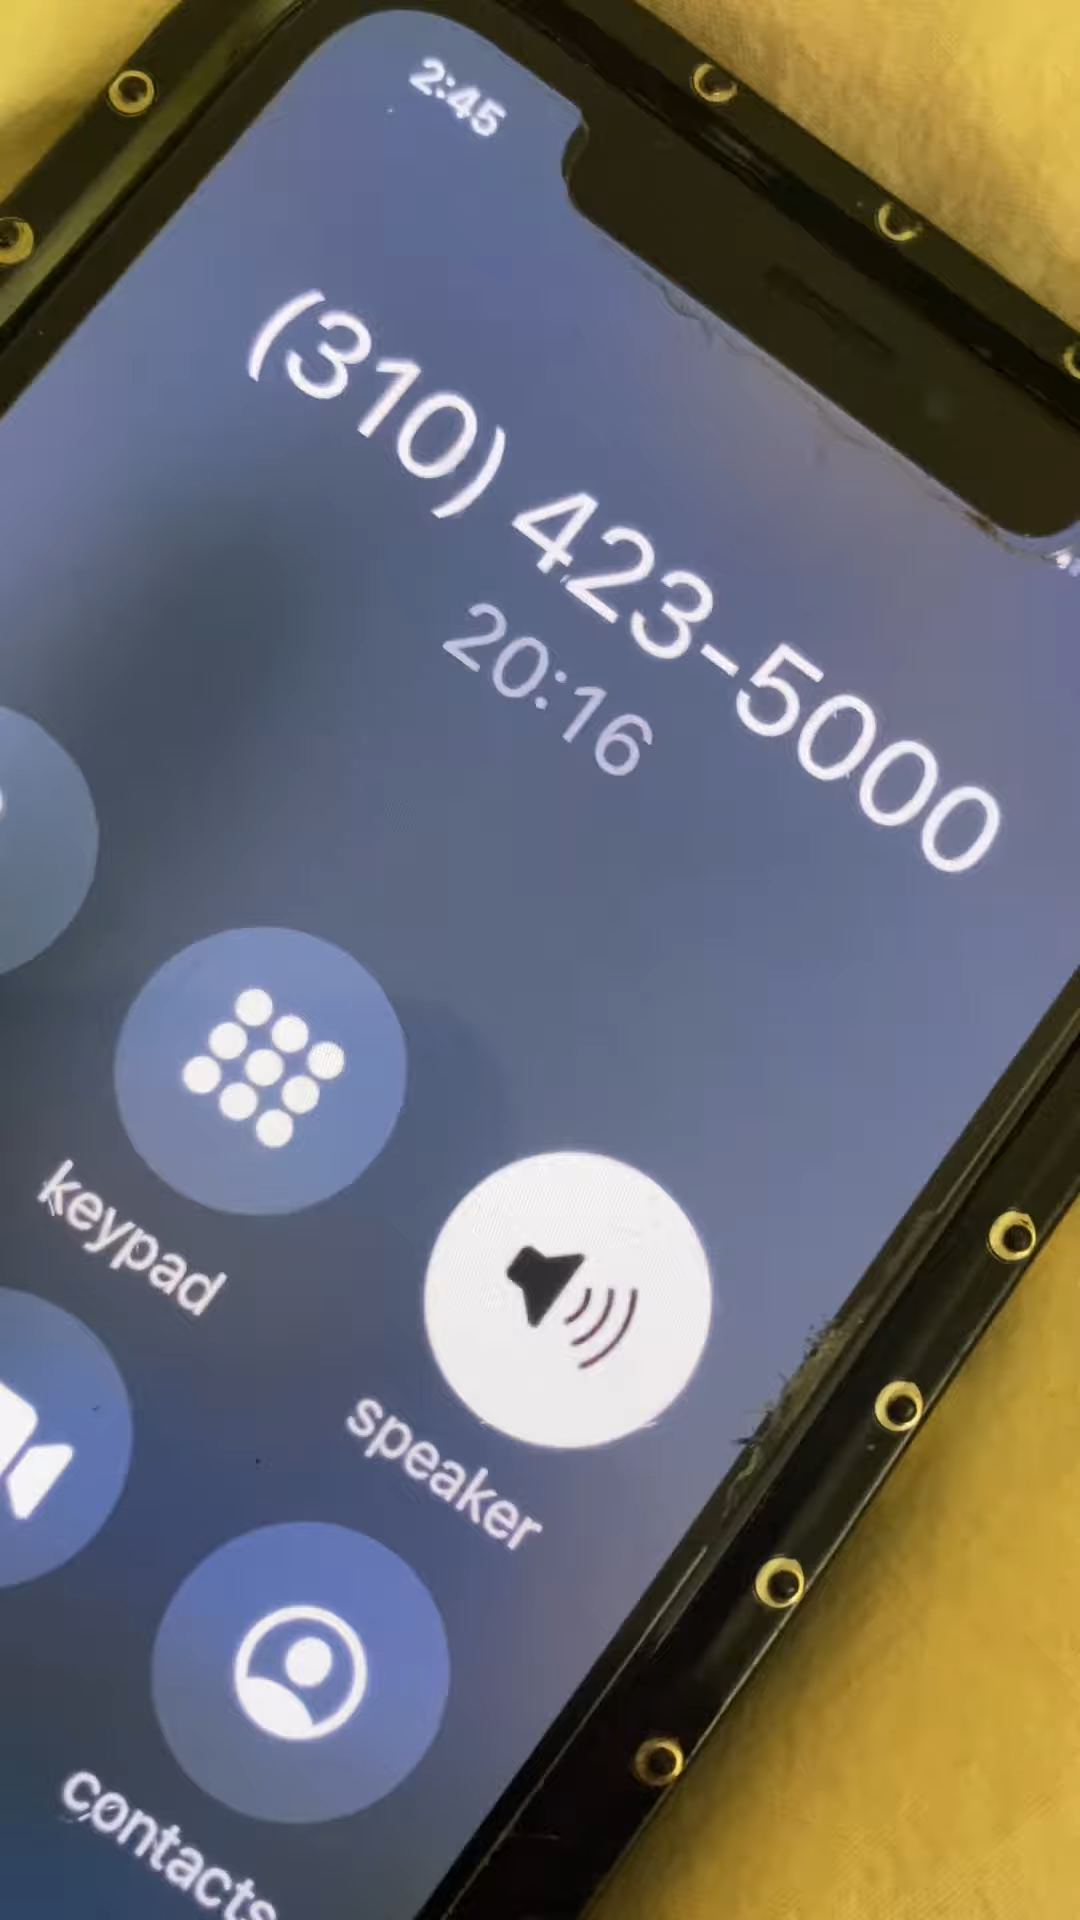 2:45
(310) 423-5000
20:16
keypad
speaker
contacts